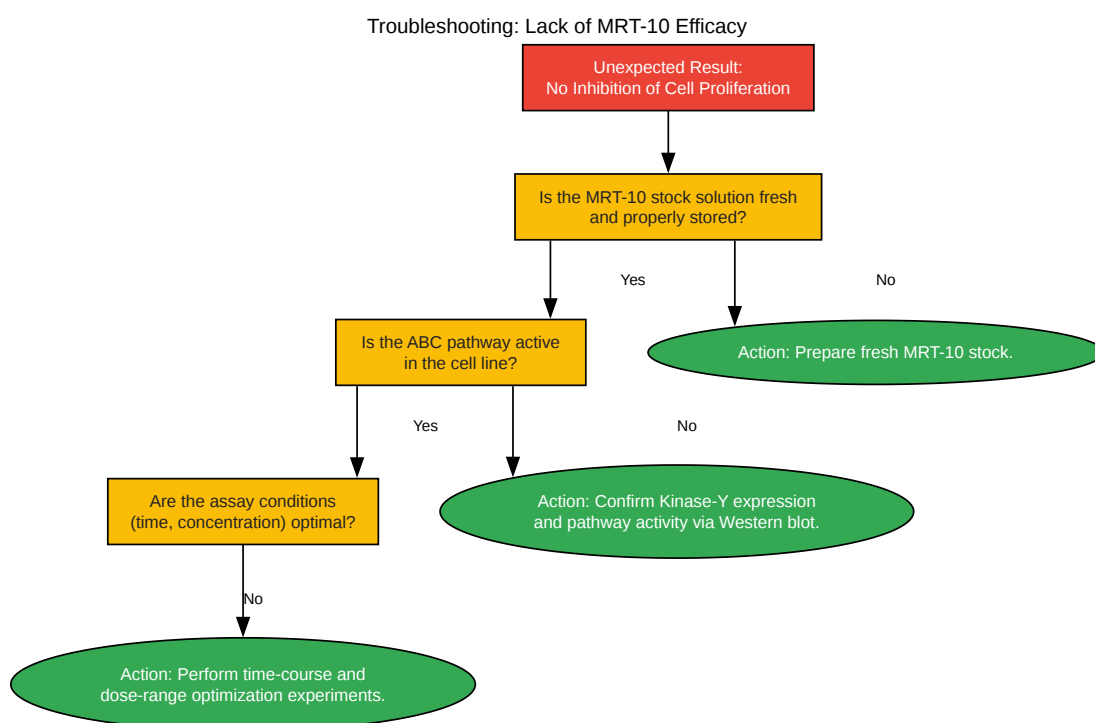 Troubleshooting: Lack of MRT-10 Efficacy
Unexpected Result:
No Inhibition of Cell Proliferation
Is the MRT-10 stock solution fresh
and properly stored?
Yes
No
Is the ABC pathway active
in the cell line?
Action: Prepare fresh MRT-10 stock.
Yes
No
Are the assay conditions
(time, concentration) optimal?
Action: Confirm Kinase-Y expression
and pathway activity via Western blot.
No
Action: Perform time-course and
dose-range optimization experiments.